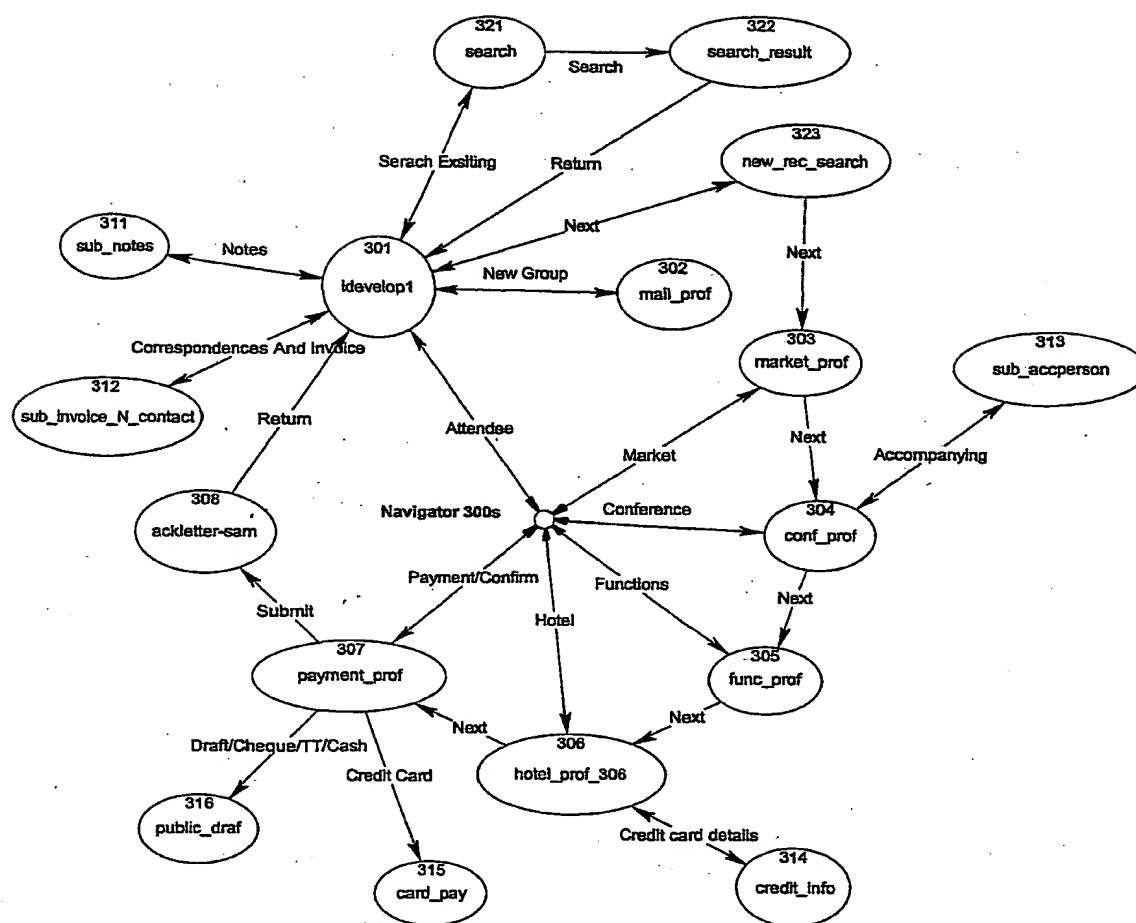 321
search
Search
322
search_result
323
new_rec_search
Serach Exsiting
Return
Next
Next
311
sub_notes
Notes
301
idevelop1
New Group
302
mail_prof
303
market_prof
313
sub_accperson
Correspondences And Invoice
312
sub_invoice_N_contact
Return
Attendee
Market
Next
Accompanying
308
ackletter-sam
Navigator 300s
Conference
304
conf_prof
Submit
Payment/Confirm
Hotel
Functions
Next
307
payment_prof
305
func_prof
Next
Next
306
hotel_prof_306
Draft/Cheque/TT/Cash
Credit Card
316
public_draf
315
card_pay
Credit card details
314
credit_info